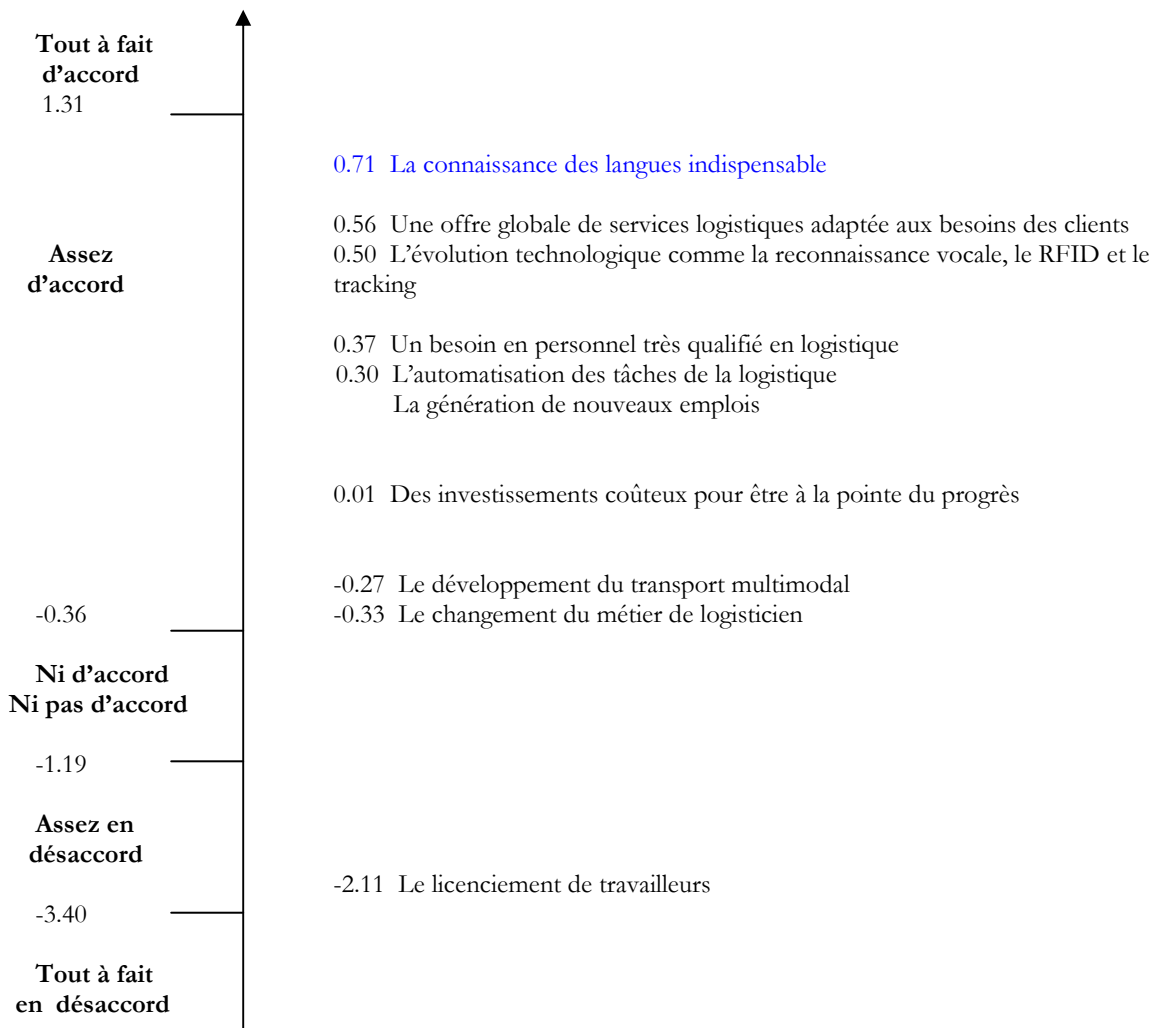 Tout à fait
d’accord
1.31
0.71 La connaissance des langues indispensable
0.56 Une offre globale de services logistiques adaptée aux besoins des clients
Assez
d’accord
0.50 L’évolution technologique comme la reconnaissance vocale, le RFID et le
tracking
0.37 Un besoin en personnel très qualifié en logistique
0.30 L’automatisation des tâches de la logistique
La génération de nouveaux emplois
0.01 Des investissements coûteux pour être à la pointe du progrès
-0.27 Le développement du transport multimodal
-0.36
-0.33 Le changement du métier de logisticien
Ni d’accord
Ni pas d’accord
-1.19
Assez en
désaccord
-2.11 Le licenciement de travailleurs
-3.40
Tout à fait
en désaccord